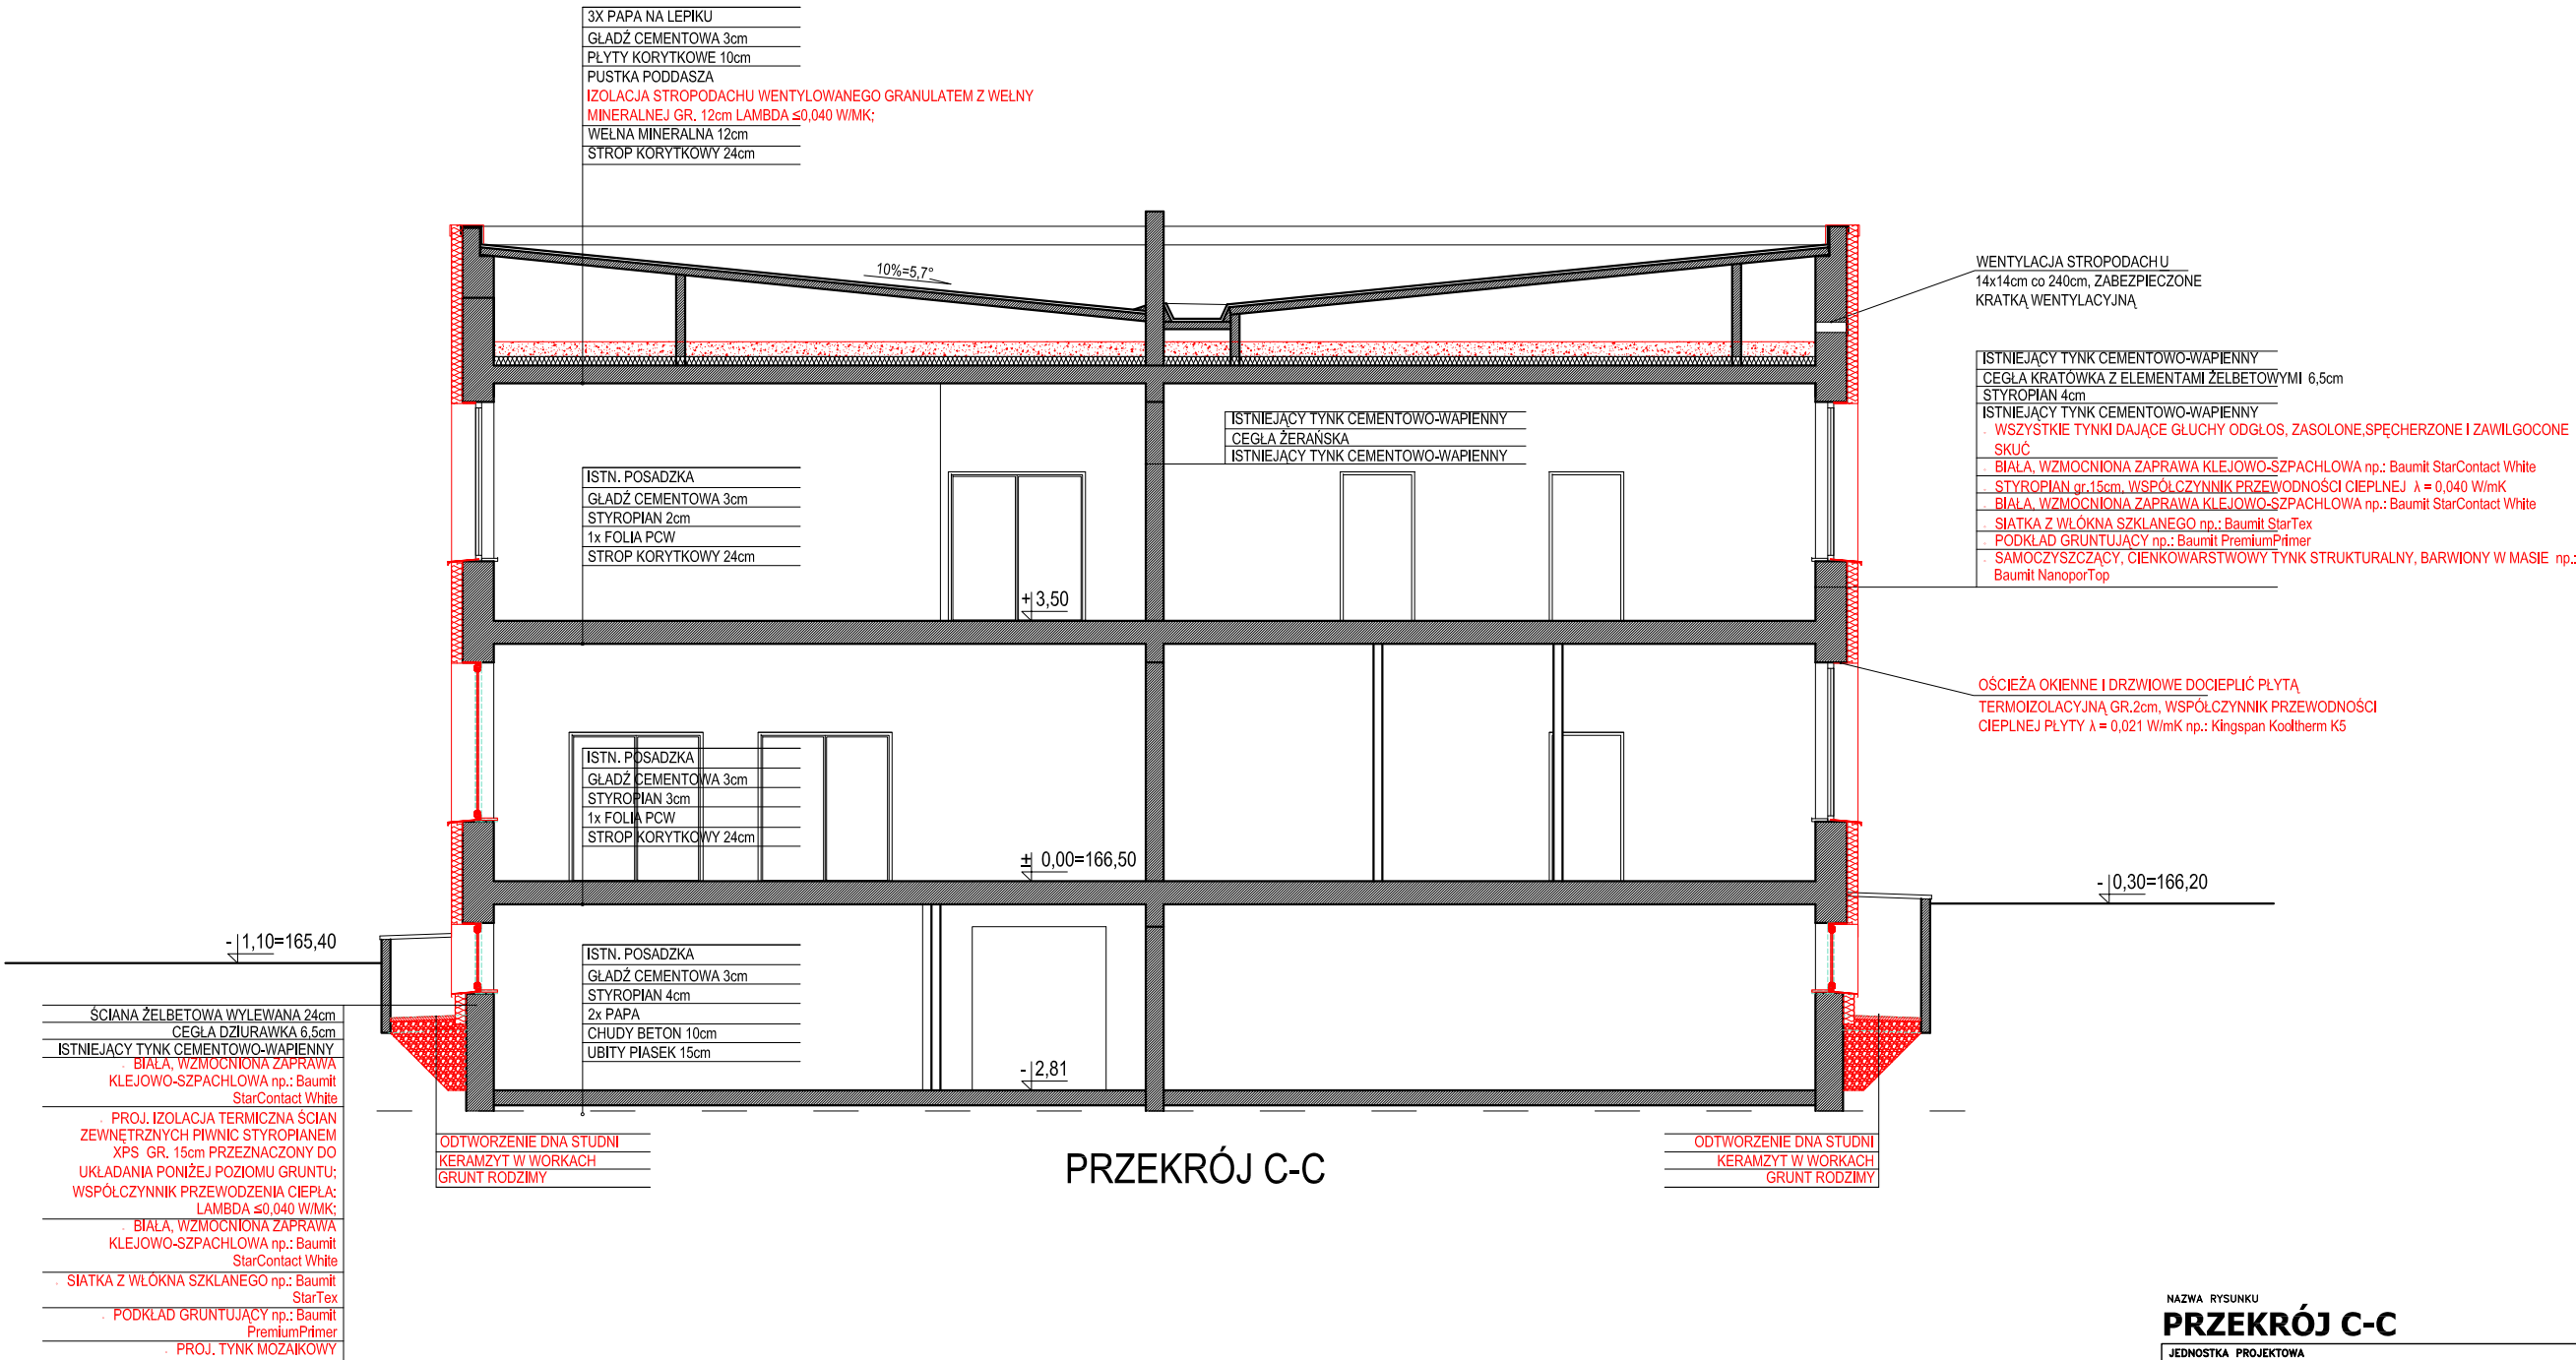 3X PAPA NA LEPIKU
GŁADŹ CEMENTOWA 3cm
PŁYTY KORYTKOWE 10cm
PUSTKA PODDASZA
IZOLACJA STROPODACHU WENTYLOWANEGO GRANULATEM Z WEŁNY
MINERALNEJ GR. 12cm LAMBDA ≤0,040 W/MK;
WEŁNA MINERALNA 12cm
STROP KORYTKOWY 24cm
10%=5,7°
WENTYLACJA STROPODACHU
14x14cm co 240cm, ZABEZPIECZONE
KRATKĄ WENTYLACYJNĄ
ISTNIEJĄCY TYNK CEMENTOWO-WAPIENNY
CEGŁA KRATÓWKA Z ELEMENTAMI ŻELBETOWYMI 6,5cm
STYROPIAN 4cm
ISTNIEJĄCY TYNK CEMENTOWO-WAPIENNY
- WSZYSTKIE TYNKI DAJĄCE GŁUCHY ODGŁOS, ZASOLONE,SPĘCHERZONE I ZAWILGOCONE
SKUĆ
- BIAŁA, WZMOCNIONA ZAPRAWA KLEJOWO-SZPACHLOWA np.: Baumit StarContact White
- STYROPIAN gr.15cm, WSPÓŁCZYNNIK PRZEWODNOŚCI CIEPLNEJ λ = 0,040 W/mK
- BIAŁA, WZMOCNIONA ZAPRAWA KLEJOWO-SZPACHLOWA np.: Baumit StarContact White
- SIATKA Z WŁÓKNA SZKLANEGO np.: Baumit StarTex
- PODKŁAD GRUNTUJĄCY np.: Baumit PremiumPrimer
- SAMOCZYSZCZĄCY, CIENKOWARSTWOWY TYNK STRUKTURALNY, BARWIONY W MASIE np.:
Baumit NanoporTop
ISTNIEJĄCY TYNK CEMENTOWO-WAPIENNY
CEGŁA ŻERAŃSKA
ISTNIEJĄCY TYNK CEMENTOWO-WAPIENNY
ISTN. POSADZKA
GŁADŹ CEMENTOWA 3cm
STYROPIAN 2cm
1x FOLIA PCW
STROP KORYTKOWY 24cm
+ 3,50
OŚCIEŻA OKIENNE I DRZWIOWE DOCIEPLIĆ PŁYTĄ
TERMOIZOLACYJNĄ GR.2cm, WSPÓŁCZYNNIK PRZEWODNOŚCI
CIEPLNEJ PŁYTY λ = 0,021 W/mK np.: Kingspan Kooltherm K5
ISTN. POSADZKA
GŁADŹ CEMENTOWA 3cm
STYROPIAN 3cm
1x FOLIA PCW
STROP KORYTKOWY 24cm
± 0,00=166,50
- 0,30=166,20
- 1,10=165,40
ISTN. POSADZKA
GŁADŹ CEMENTOWA 3cm
STYROPIAN 4cm
2x PAPA
CHUDY BETON 10cm
UBITY PIASEK 15cm
- 2,81
ŚCIANA ŻELBETOWA WYLEWANA 24cm
CEGŁA DZIURAWKA 6,5cm
ISTNIEJĄCY TYNK CEMENTOWO-WAPIENNY
- BIAŁA, WZMOCNIONA ZAPRAWA
KLEJOWO-SZPACHLOWA np.: Baumit
StarContact White
- PROJ. IZOLACJA TERMICZNA ŚCIAN
ZEWNĘTRZNYCH PIWNIC STYROPIANEM
XPS GR. 15cm PRZEZNACZONY DO
UKŁADANIA PONIŻEJ POZIOMU GRUNTU;
WSPÓŁCZYNNIK PRZEWODZENIA CIEPŁA:
LAMBDA ≤0,040 W/MK;
- BIAŁA, WZMOCNIONA ZAPRAWA
KLEJOWO-SZPACHLOWA np.: Baumit
StarContact White
- SIATKA Z WŁÓKNA SZKLANEGO np.: Baumit
StarTex
- PODKŁAD GRUNTUJĄCY np.: Baumit
PremiumPrimer
- PROJ. TYNK MOZAIKOWY
ODTWORZENIE DNA STUDNI
KERAMZYT W WORKACH
GRUNT RODZIMY
PRZEKRÓJ C-C
ODTWORZENIE DNA STUDNI
KERAMZYT W WORKACH
GRUNT RODZIMY
NAZWA RYSUNKU
PRZEKRÓJ C-C
JEDNOSTKA PROJEKTOWA